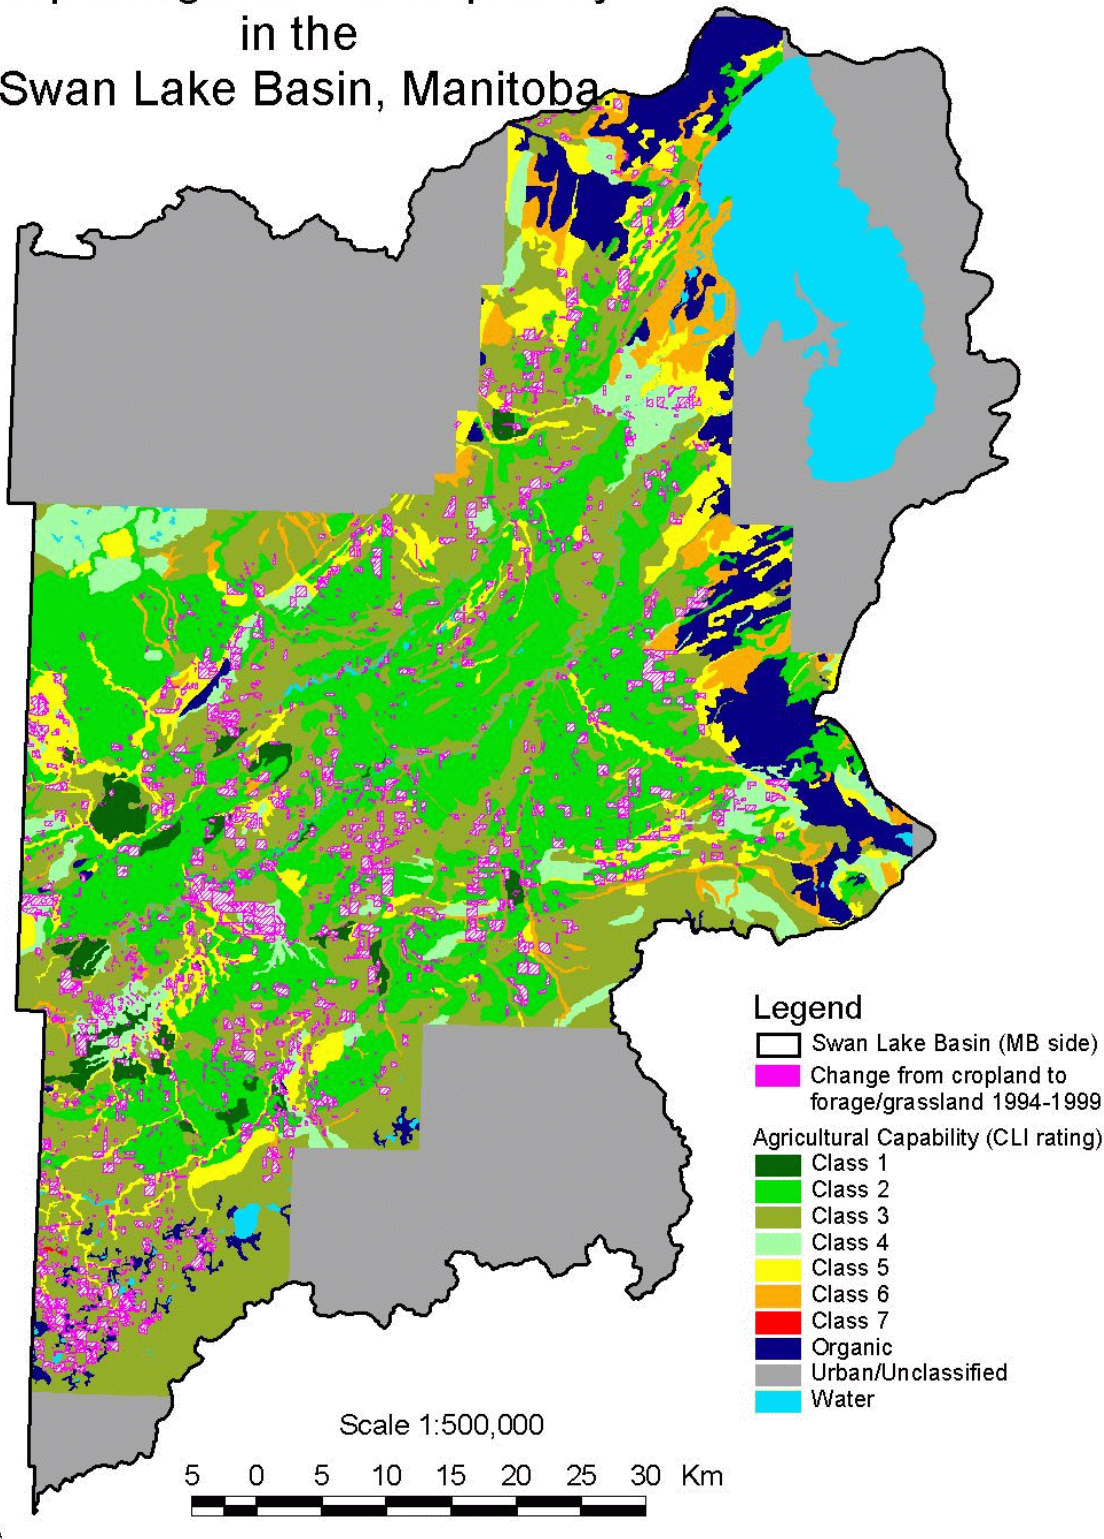 in the
Swan Lake Basin, Manitoba.
Legend
Swan Lake Basin (MB side)
Change from cropland to
forage/grassland 1994-1999
Agricultural Capability (CLI rating)
Class 1
Class 2
Class 3
Class 4
Class 5
Class 6
Class 7
Organic
Urban/Unclassified
Water
Scale 1:500,000
5 0 5 10 15 20 25 30 Km